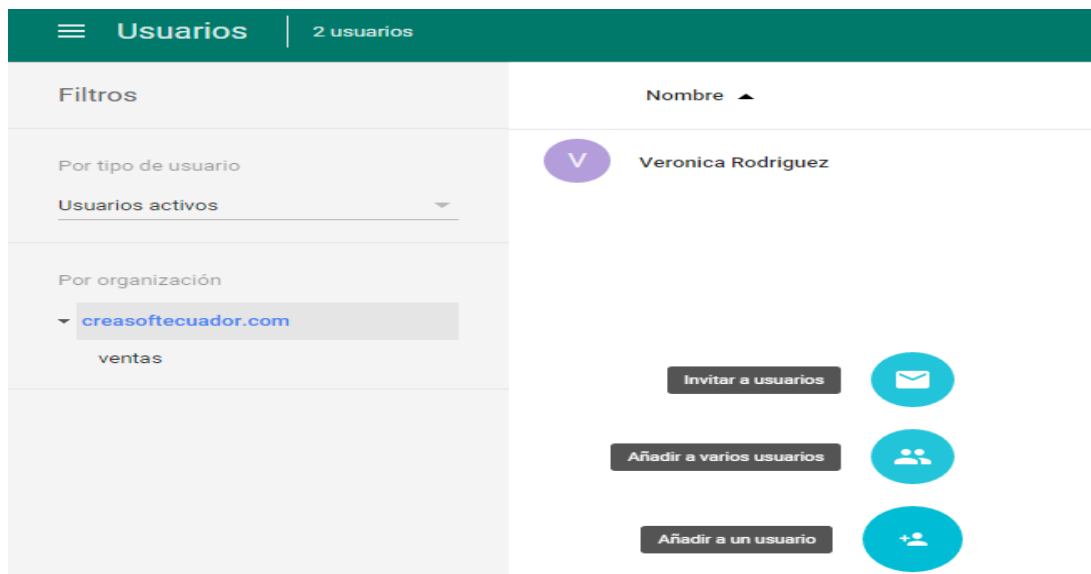 Usuarios
2 usuarios
Filtros
Nombre
Por tipo de usuario
V
Veronica Rodriguez
Usuarios activos
Por organización
creasoftecuador.com
ventas
Invitar a usuarios
Añadir a varios usuarios
Añadir a un usuario